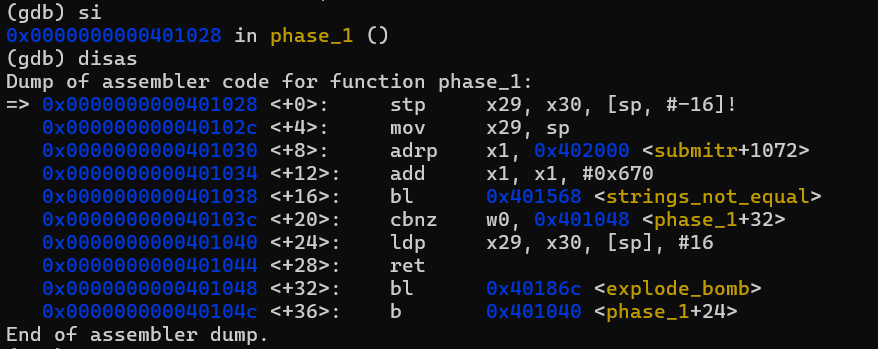 (gdb) si
0x0000000000401028 in phase_1 ()
(gdb) disas
Dump of assembler code for function phase_1:
=> 0x0000000000401028 <+0>:     stp     x29, x30, [sp, #-16]!
   0x000000000040102c <+4>:     mov     x29, sp
   0x0000000000401030 <+8>:     adrp    x1, 0x402000 <submitr+1072>
   0x0000000000401034 <+12>:    add     x1, x1, #0x670
   0x0000000000401038 <+16>:    bl      0x401568 <strings_not_equal>
   0x000000000040103c <+20>:    cbnz    w0, 0x401048 <phase_1+32>
   0x0000000000401040 <+24>:    ldp     x29, x30, [sp], #16
   0x0000000000401044 <+28>:    ret
   0x0000000000401048 <+32>:    bl      0x40186c <explode_bomb>
   0x000000000040104c <+36>:    b       0x401040 <phase_1+24>
End of assembler dump.